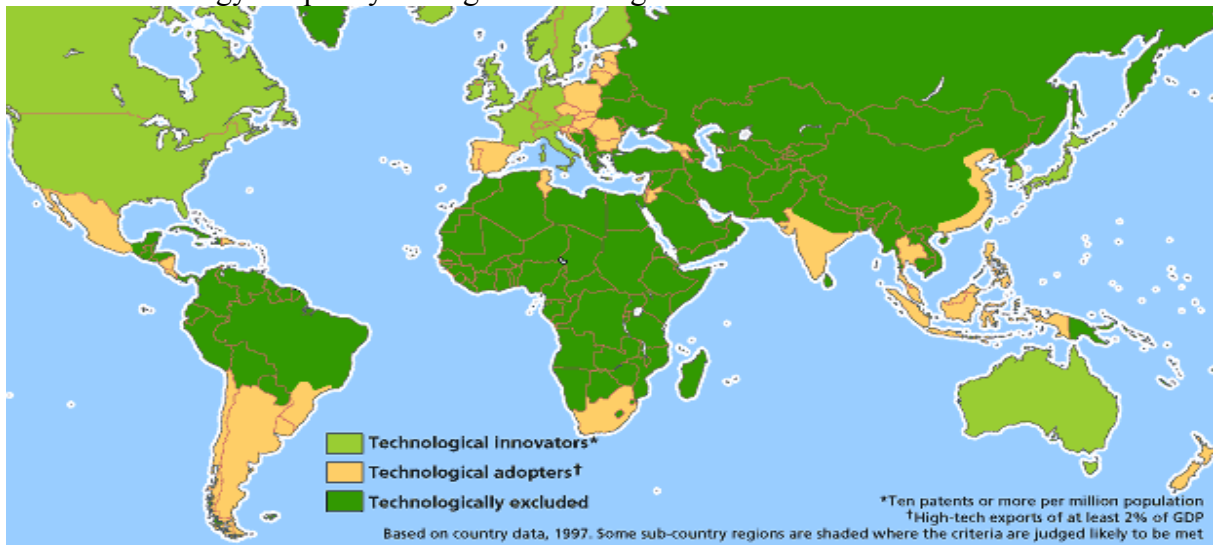 Technological innovators*
Technological adopters†
Technologically excluded
*Ten patents or more per million population
†High-tech exports of at least 2% of GDP
Based on country data, 1997. Some sub-country regions are shaded where the criteria are judged likely to be met